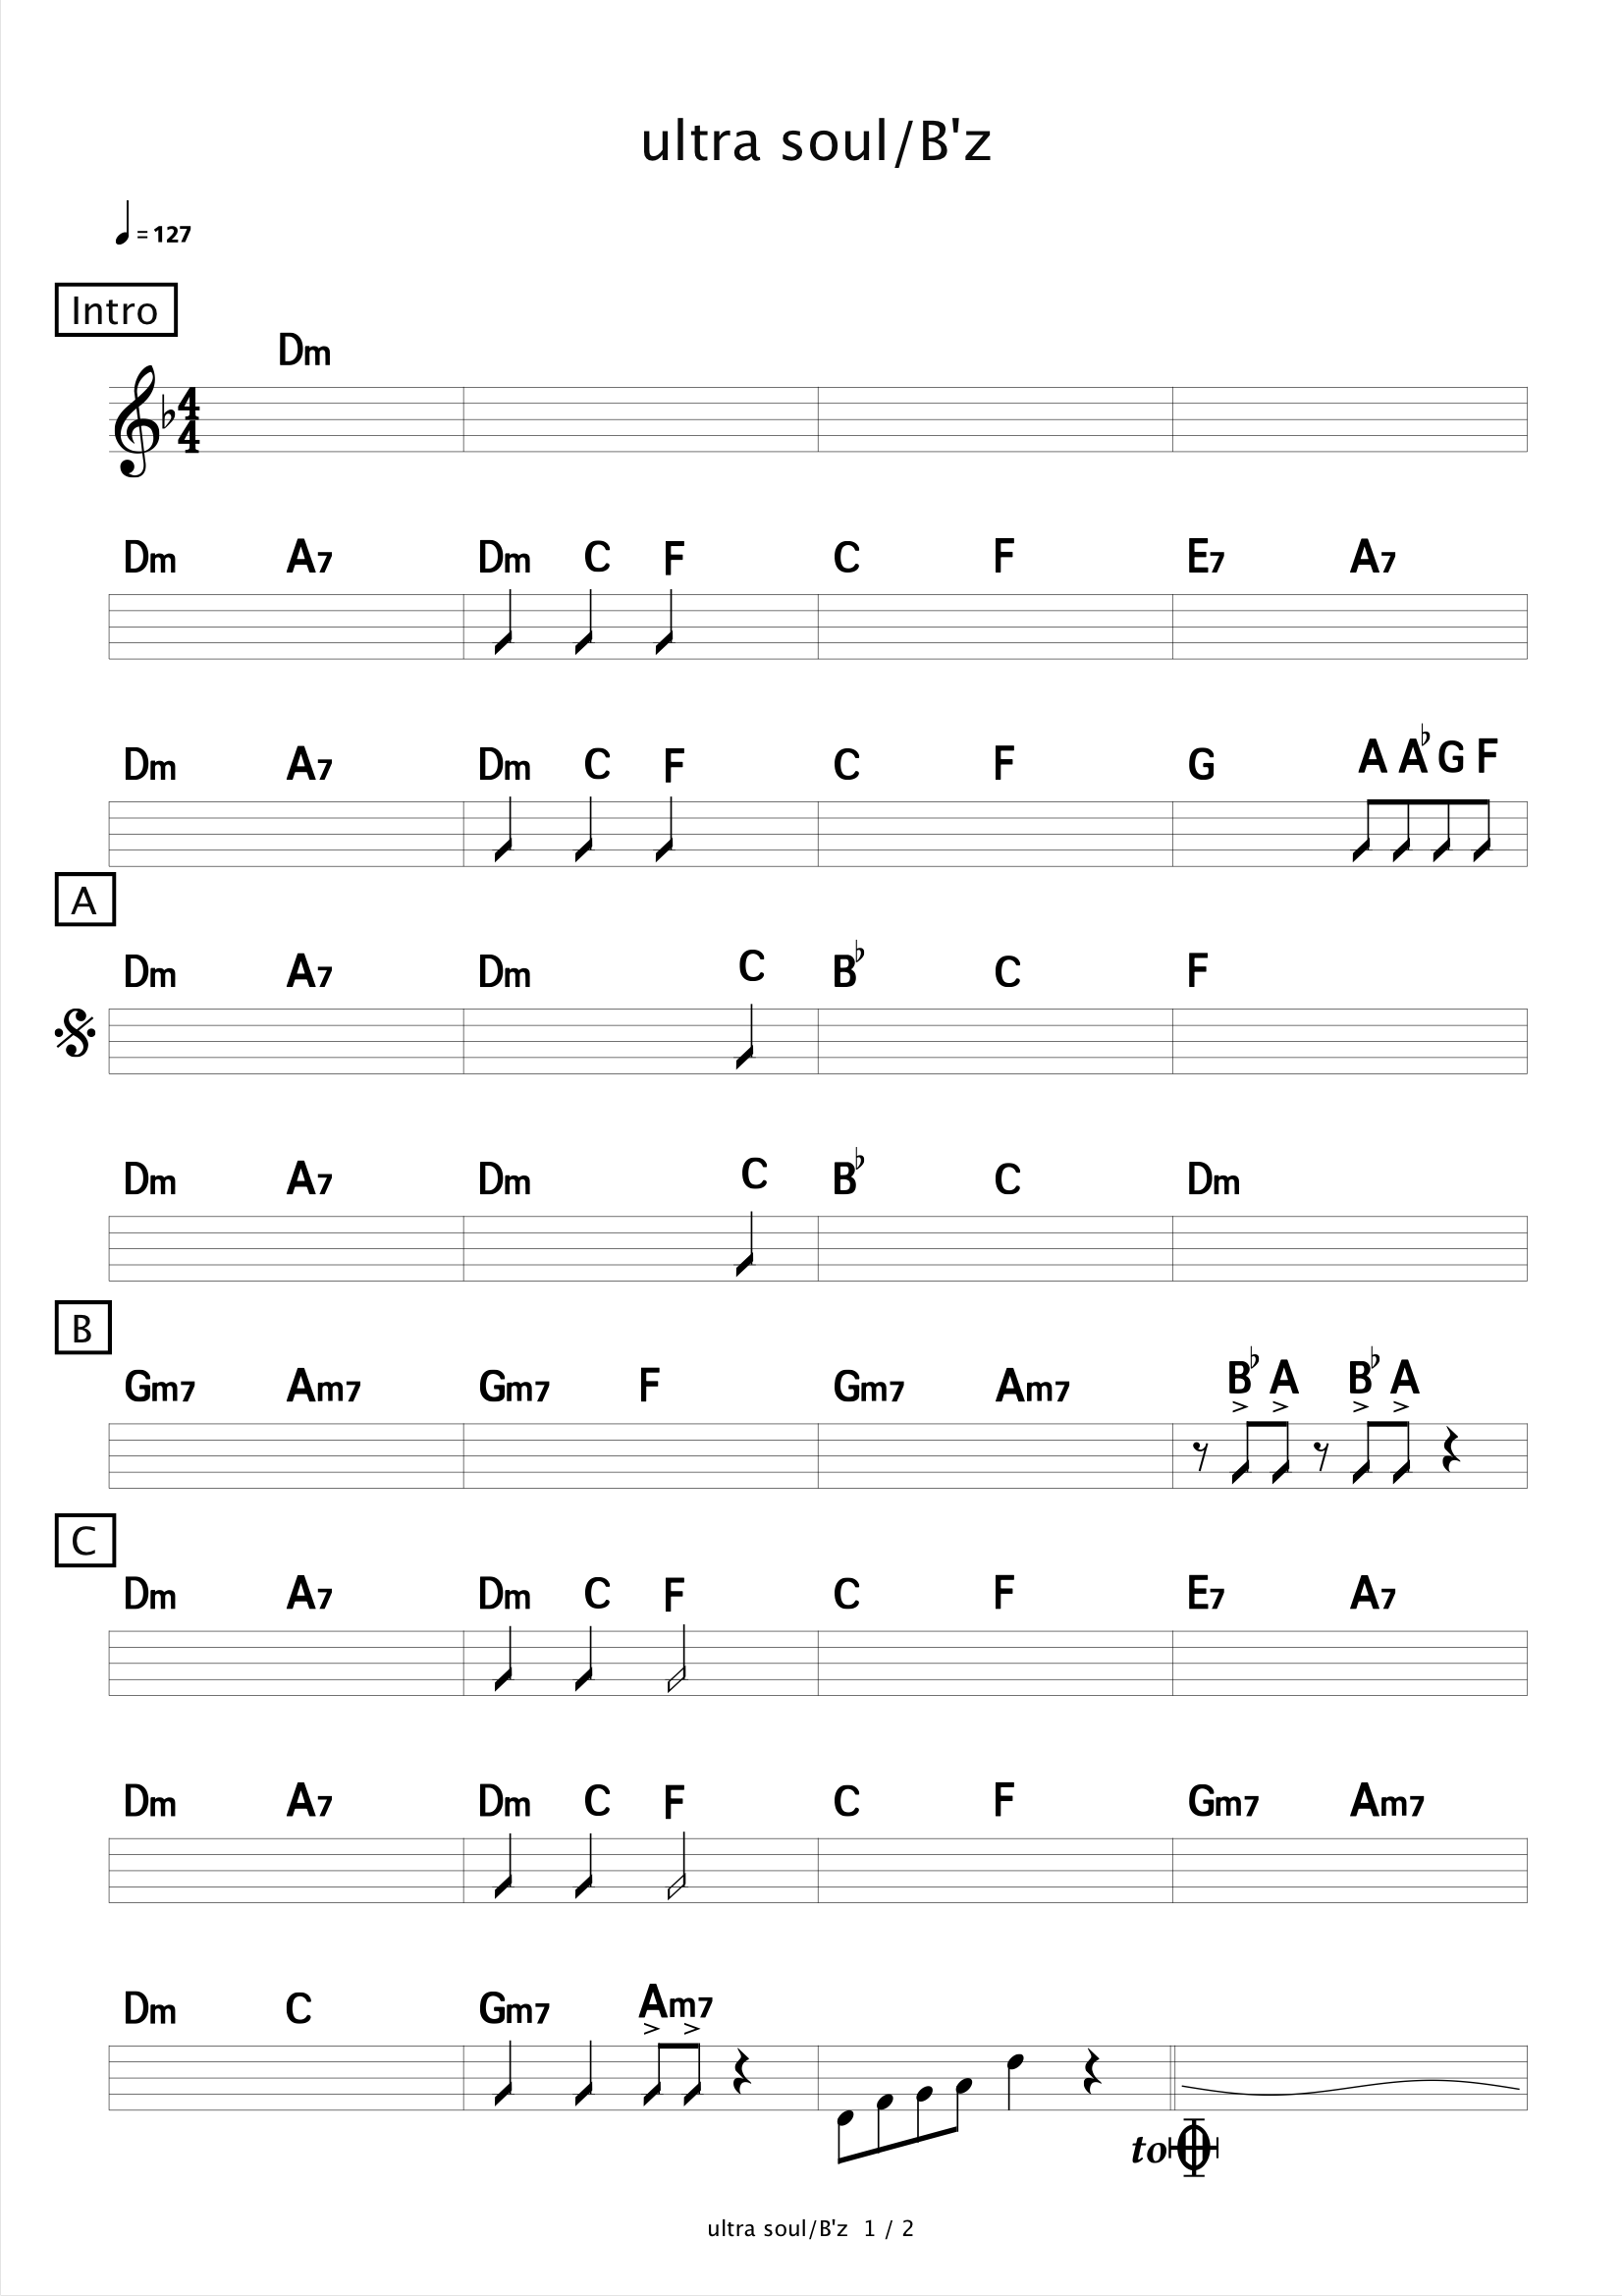 ultra soul/B'z
= 127
Intro
Dm
4
4
Dm A7 Dm C F C F E7 A7
Dm A7 Dm C F C F G A A♭ G F
A
Dm A7 Dm C B♭ C F
Dm A7 Dm C B♭ C Dm
B
Gm7 Am7 Gm7 F Gm7 Am7 B♭ A B♭ A
C
Dm A7 Dm C F C F E7 A7
Dm A7 Dm C F C F Gm7 Am7
Dm C Gm7 Am7
to
ultra soul/B'z 1 / 2